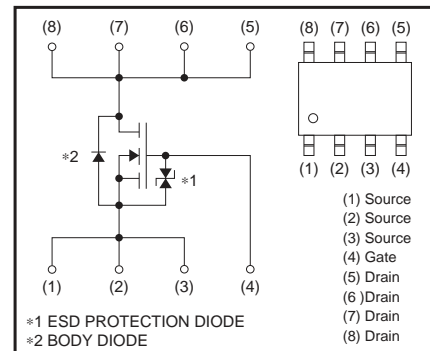 (8) (7) (6) (5)
(8) (7) (6) (5)
∗2
∗1
(1) (2) (3) (4)
(1) (2) (3) (4)
(1) Source
(2) Source
(3) Source
(4) Gate
(5) Drain
(6 )Drain
(7) Drain
(8) Drain
∗1 ESD PROTECTION DIODE
∗2 BODY DIODE